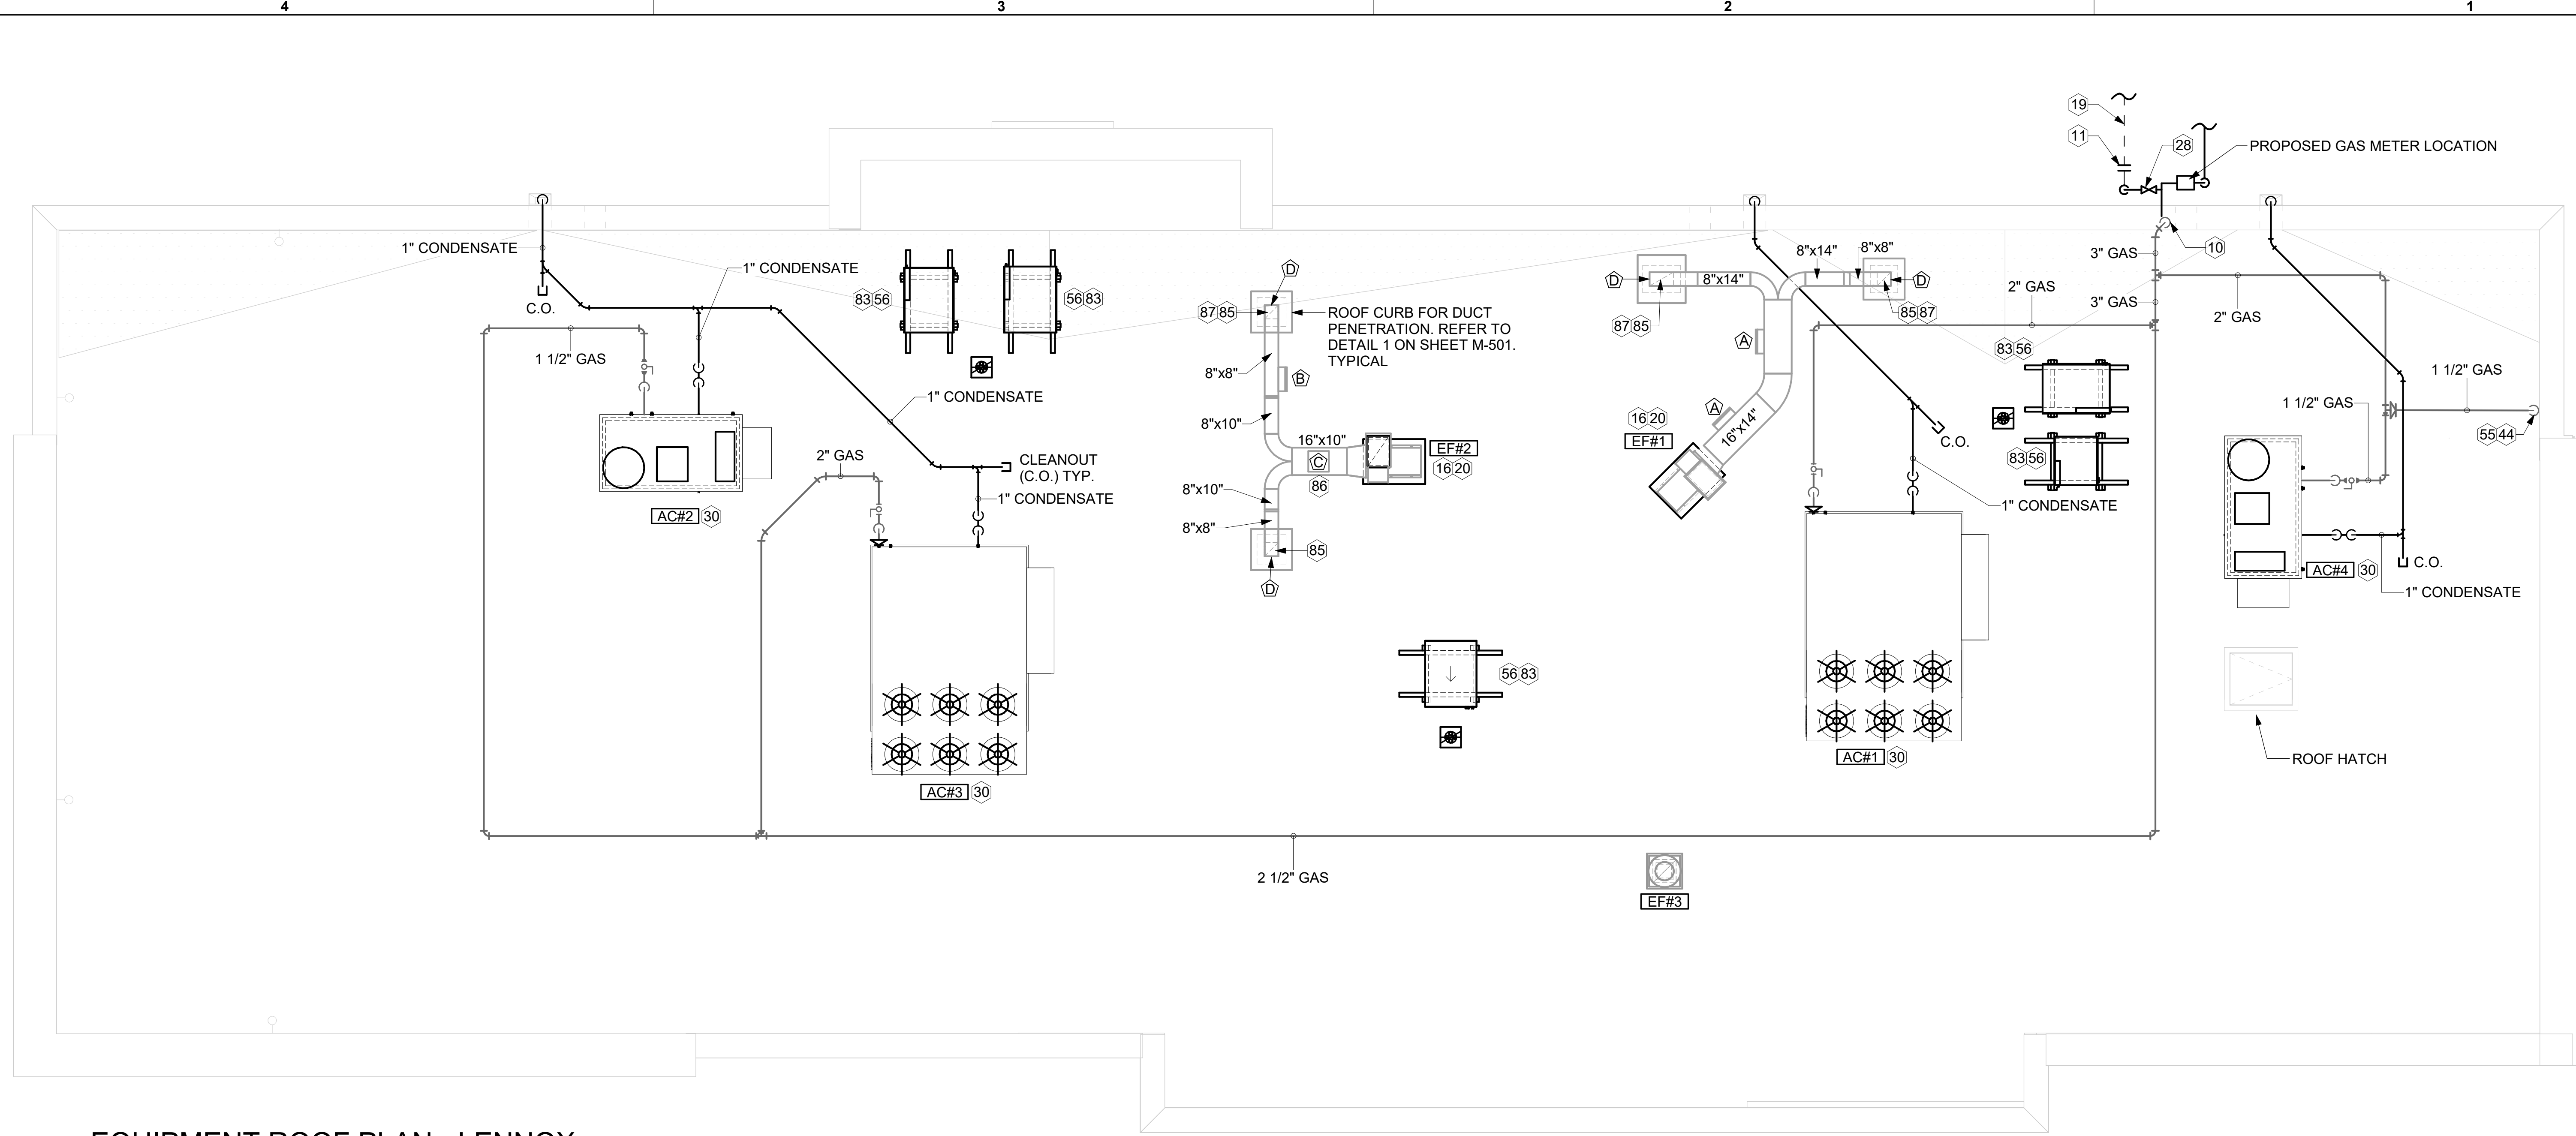 4
3
2
1
19
11
28
PROPOSED GAS METER LOCATION
1" CONDENSATE
1" CONDENSATE
C.O.
1 1/2" GAS
83 56
56 83
1" CONDENSATE
2" GAS
CLEANOUT
(C.O.) TYP.
1" CONDENSATE
AC#2 30
AC#3 30
D
87 85
ROOF CURB FOR DUCT
PENETRATION. REFER TO
DETAIL 1 ON SHEET M-501.
TYPICAL
8"x8"
B
8"x10"
16"x10"
C
86
EF#2
16 20
8"x10"
8"x8"
85
D
56 83
D
8"x14"
8"x14"
8"x8"
D
87 85
85 87
A
A
16"x14"
16 20
EF#1
C.O.
1" CONDENSATE
AC#1 30
10
3" GAS
2" GAS
3" GAS
2" GAS
83 56
83 56
1 1/2" GAS
1 1/2" GAS
55 44
AC#4 30
C.O.
1" CONDENSATE
ROOF HATCH
2 1/2" GAS
EF#3
EQUIPMENT ROOF PLAN - LENNOX